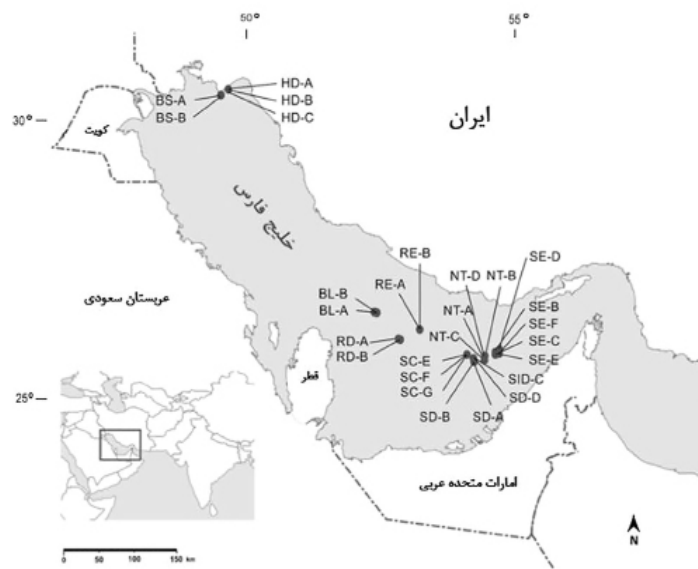 50°
55°
30°
25°
HD-A
HD-B
HD-C
BS-A
BS-B
ایران
کویت
خلیج فارس
عربستان سعودی
قطر
امارات متحده عربی
RE-B
RE-A
BL-B
BL-A
RD-A
RD-B
NT-D
NT-B
NT-A
NT-C
SE-D
SE-B
SE-F
SE-C
SE-E
SC-E
SC-F
SC-G
SID-C
SD-D
SD-B
SD-A
N
0 50 100 150
km